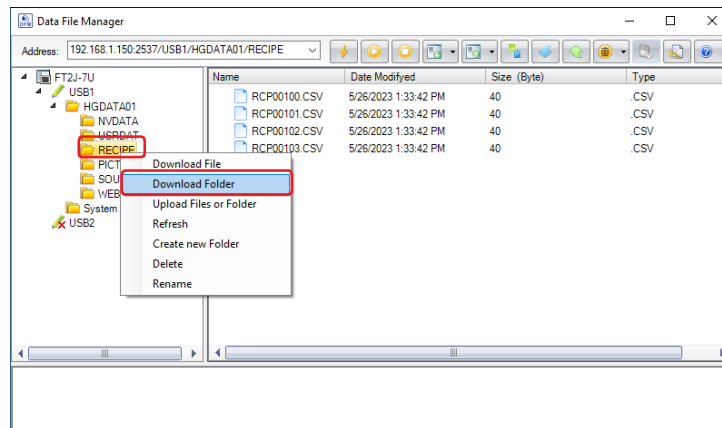 Data File Manager
Address: 192.168.1.150:2537/USB1/HGDATA01/RECIPE
FT2J-7U
USB1
HGDATA01
NVDATA
USRDAT
RECIPE
PICT
SOU
WEB
System
USB2
Name Date Modifyed Size (Byte) Type
RCP00100.CSV 5/26/2023 1:33:42 PM 40 .CSV
RCP00101.CSV 5/26/2023 1:33:42 PM 40 .CSV
RCP00102.CSV 5/26/2023 1:33:42 PM 40 .CSV
RCP00103.CSV 5/26/2023 1:33:42 PM 40 .CSV
Download File
Download Folder
Upload Files or Folder
Refresh
Create new Folder
Delete
Rename